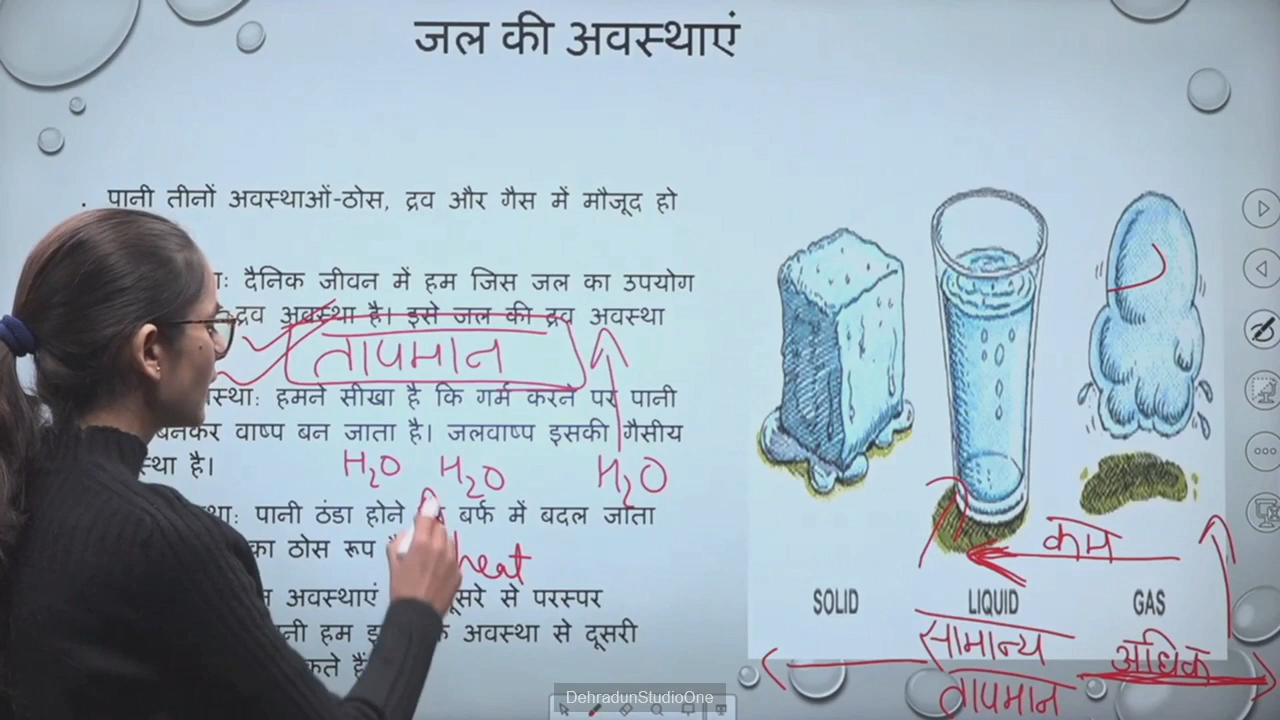 जल की अवस्थाएं
. पानी तीनों अवस्थाओं-ठोस, द्रव और गैस में मौजूद हो
दैनिक जीवन में हम जिस जल का उपयोग
द्रव अवस्था है। इसे जल की द्रव अवस्था
तापमान
हमने सीखा है कि गर्म करने पर पानी
बनकर वाष्प बन जाता है। जलवाष्प इसकी गैसीय
है।
H2O H2O H2O
पानी ठंडा होने बर्फ में बदल जाता
का ठोस रूप
heat
अवस्थाएं से परस्पर
हम अवस्था से दूसरी
कम
SOLID LIQUID GAS
सामान्य
तापमान
अधिक
DehradunStudioOne